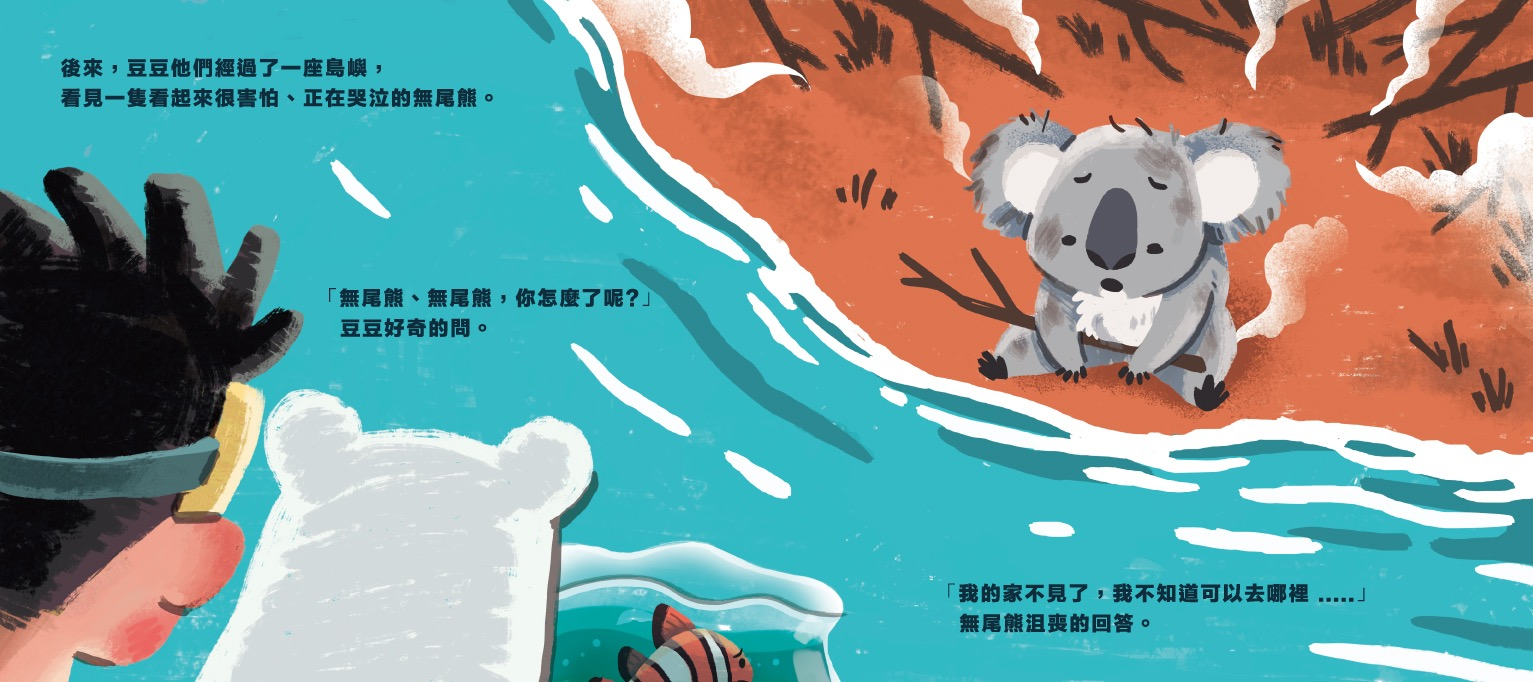 後來，豆豆他們經過了一座島嶼，
看見一隻看起來很害怕、正在哭泣的無尾熊。
「無尾熊、無尾熊，你怎麼了呢?」
豆豆好奇的問。
「我的家不見了，我不知道可以去哪裡 .....」
無尾熊沮喪的回答。